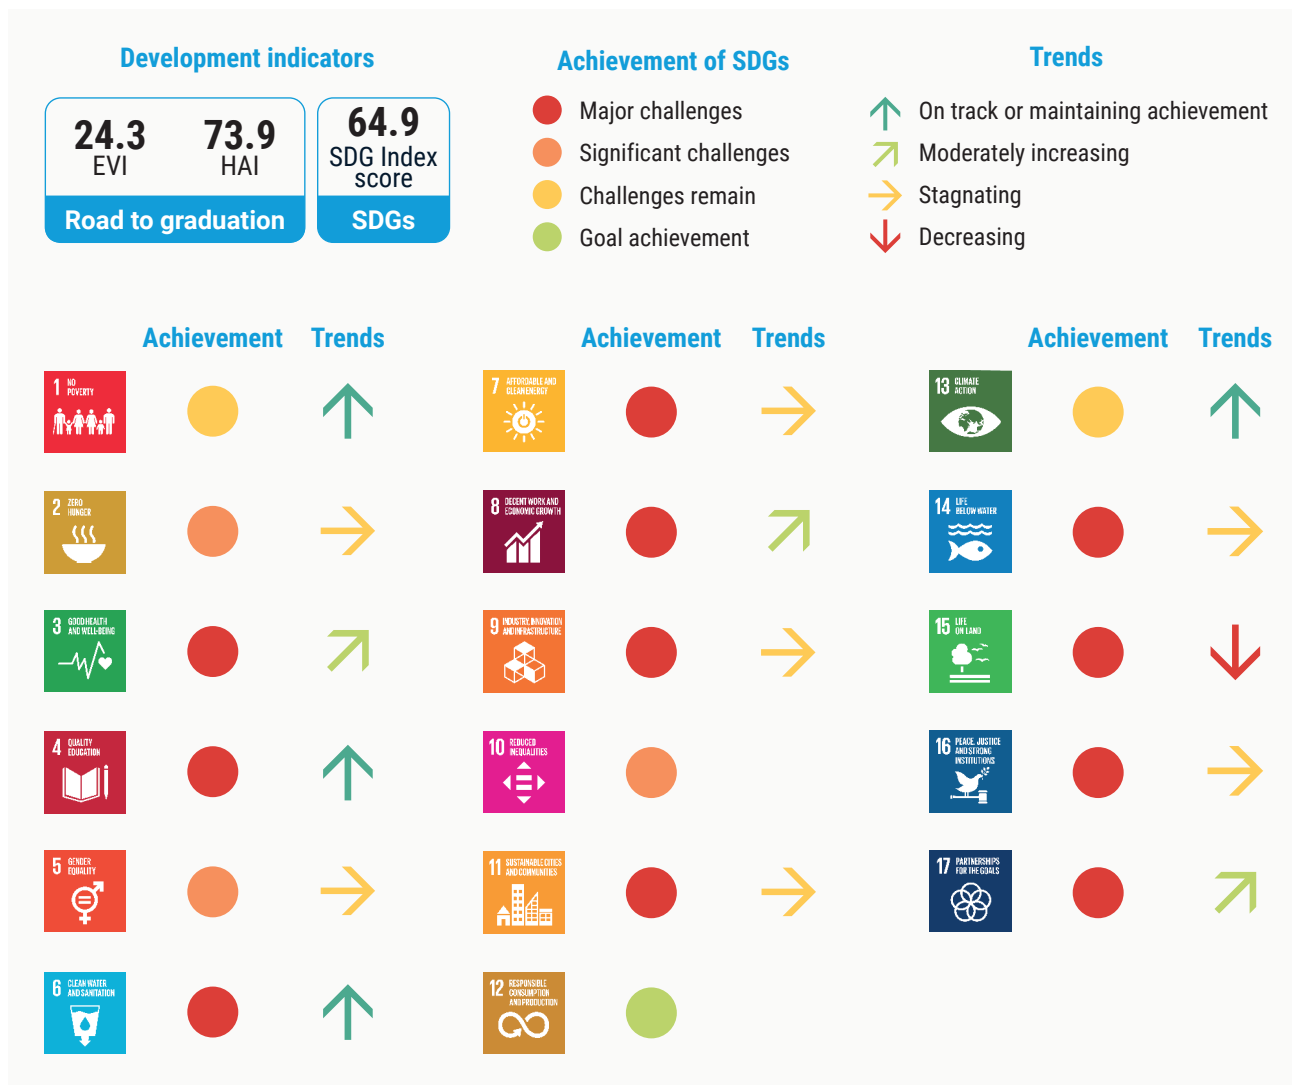 Development indicators
24.3
EVI
73.9
HAI
Road to graduation
64.9
SDG Index
score
SDGs
Achievement of SDGs
Major challenges
Significant challenges
Challenges remain
Goal achievement
Trends
On track or maintaining achievement
Moderately increasing
Stagnating
Decreasing
Achievement Trends
1 NO
POVERTY
2 ZERO
HUNGER
3 GOOD HEALTH
AND WELL-BEING
4 QUALITY
EDUCATION
5 GENDER
EQUALITY
6 CLEAN WATER
AND SANITATION
Achievement Trends
7 AFFORDABLE AND
CLEAN ENERGY
8 DECENT WORK AND
ECONOMIC GROWTH
9 INDUSTRY, INNOVATION
AND INFRASTRUCTURE
10 REDUCED
INEQUALITIES
11 SUSTAINABLE CITIES
AND COMMUNITIES
12 RESPONSIBLE
CONSUMPTION
AND PRODUCTION
Achievement Trends
13 CLIMATE
ACTION
14 LIFE
BELOW WATER
15 LIFE
ON LAND
16 PEACE, JUSTICE
AND STRONG
INSTITUTIONS
17 PARTNERSHIPS
FOR THE GOALS